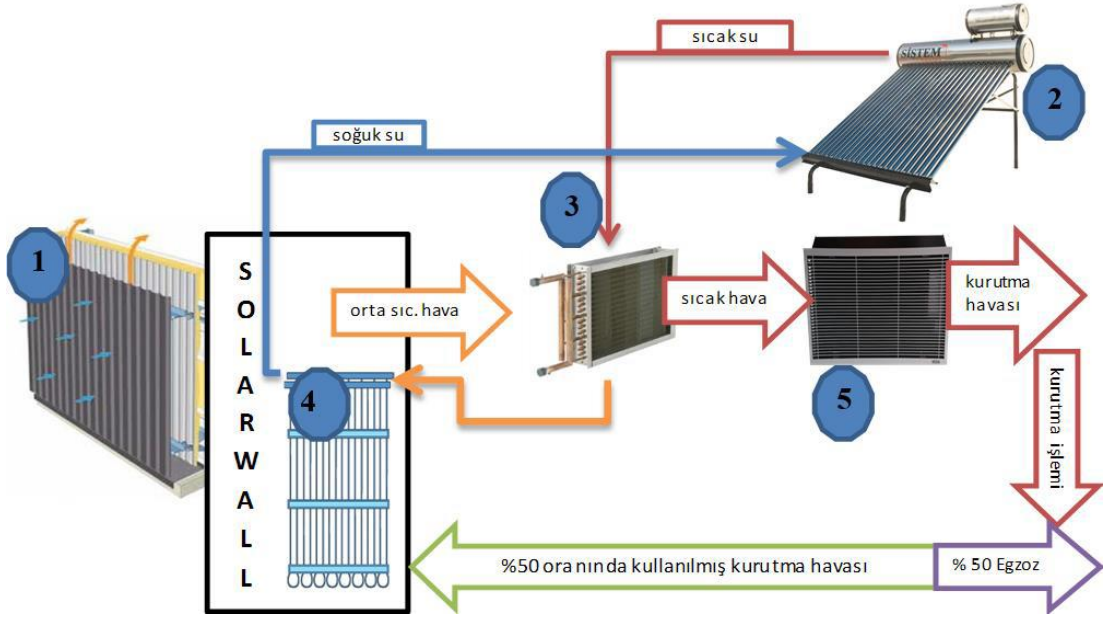 sıcak su
SİSTEM
2
soğuk su
3
1
SOLARWALL
orta sıc. hava
sıcak hava
kurutma
havası
4
5
kurutma işlemi
%50 oranında kullanılmış kurutma havası
% 50 Egzoz